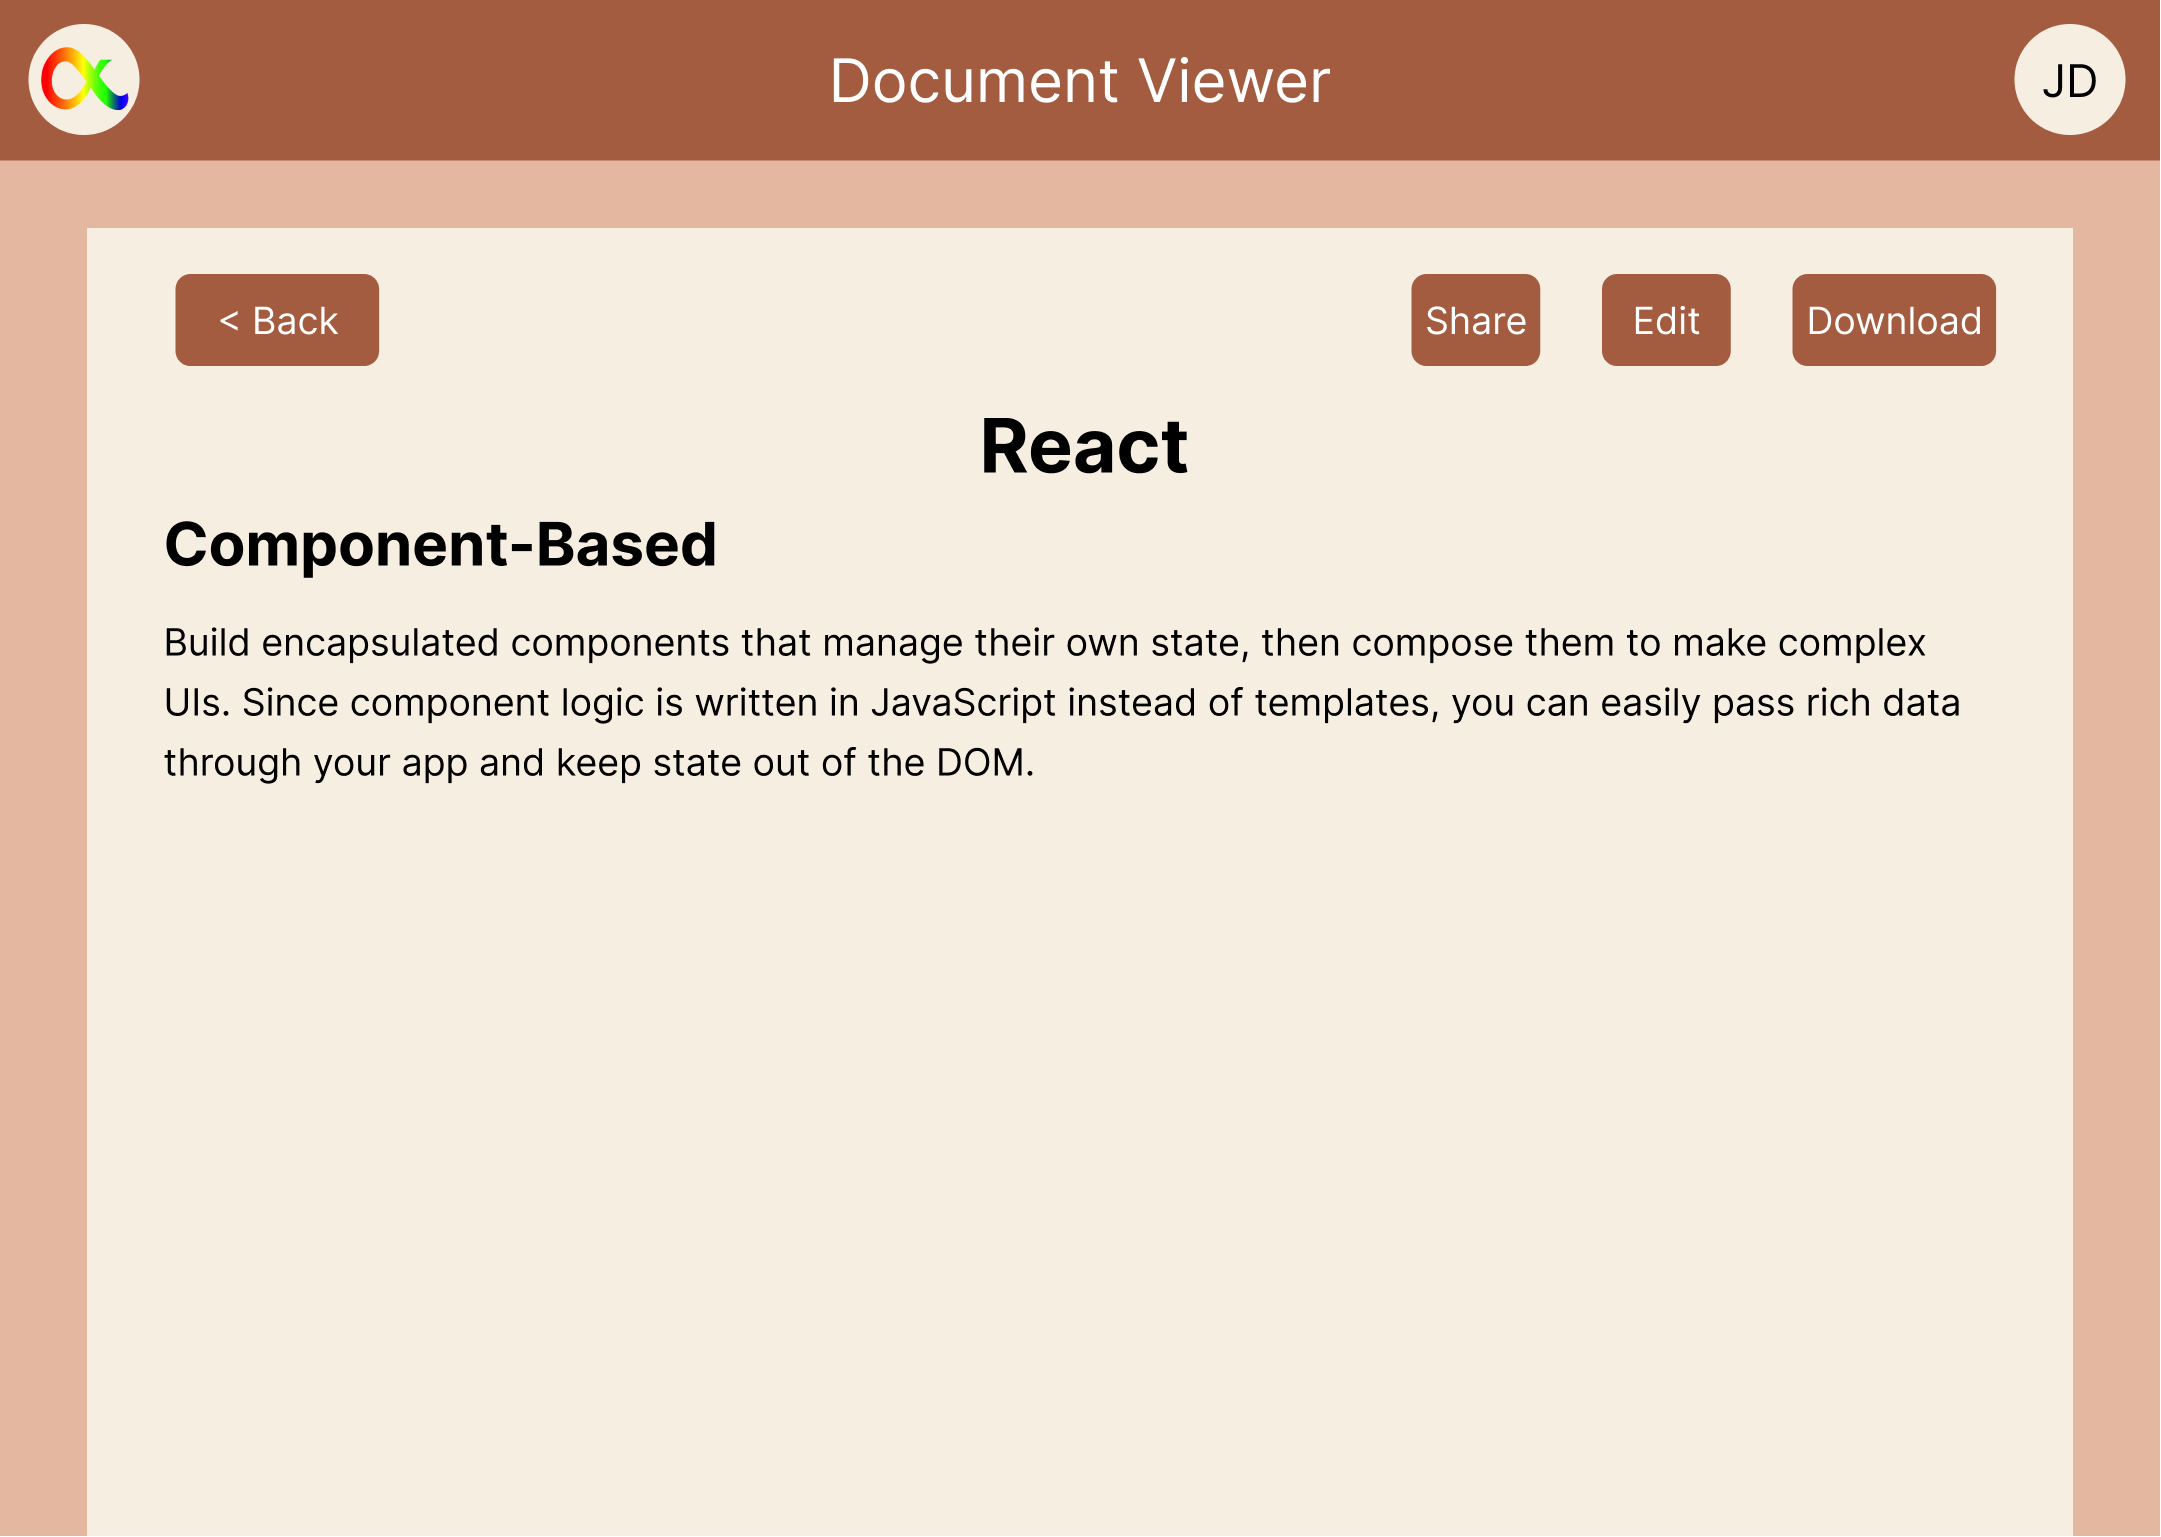 α
Document Viewer
JD
< Back
Share
Edit
Download
React
Component-Based
Build encapsulated components that manage their own state, then compose them to make complex
UIs. Since component logic is written in JavaScript instead of templates, you can easily pass rich data
through your app and keep state out of the DOM.